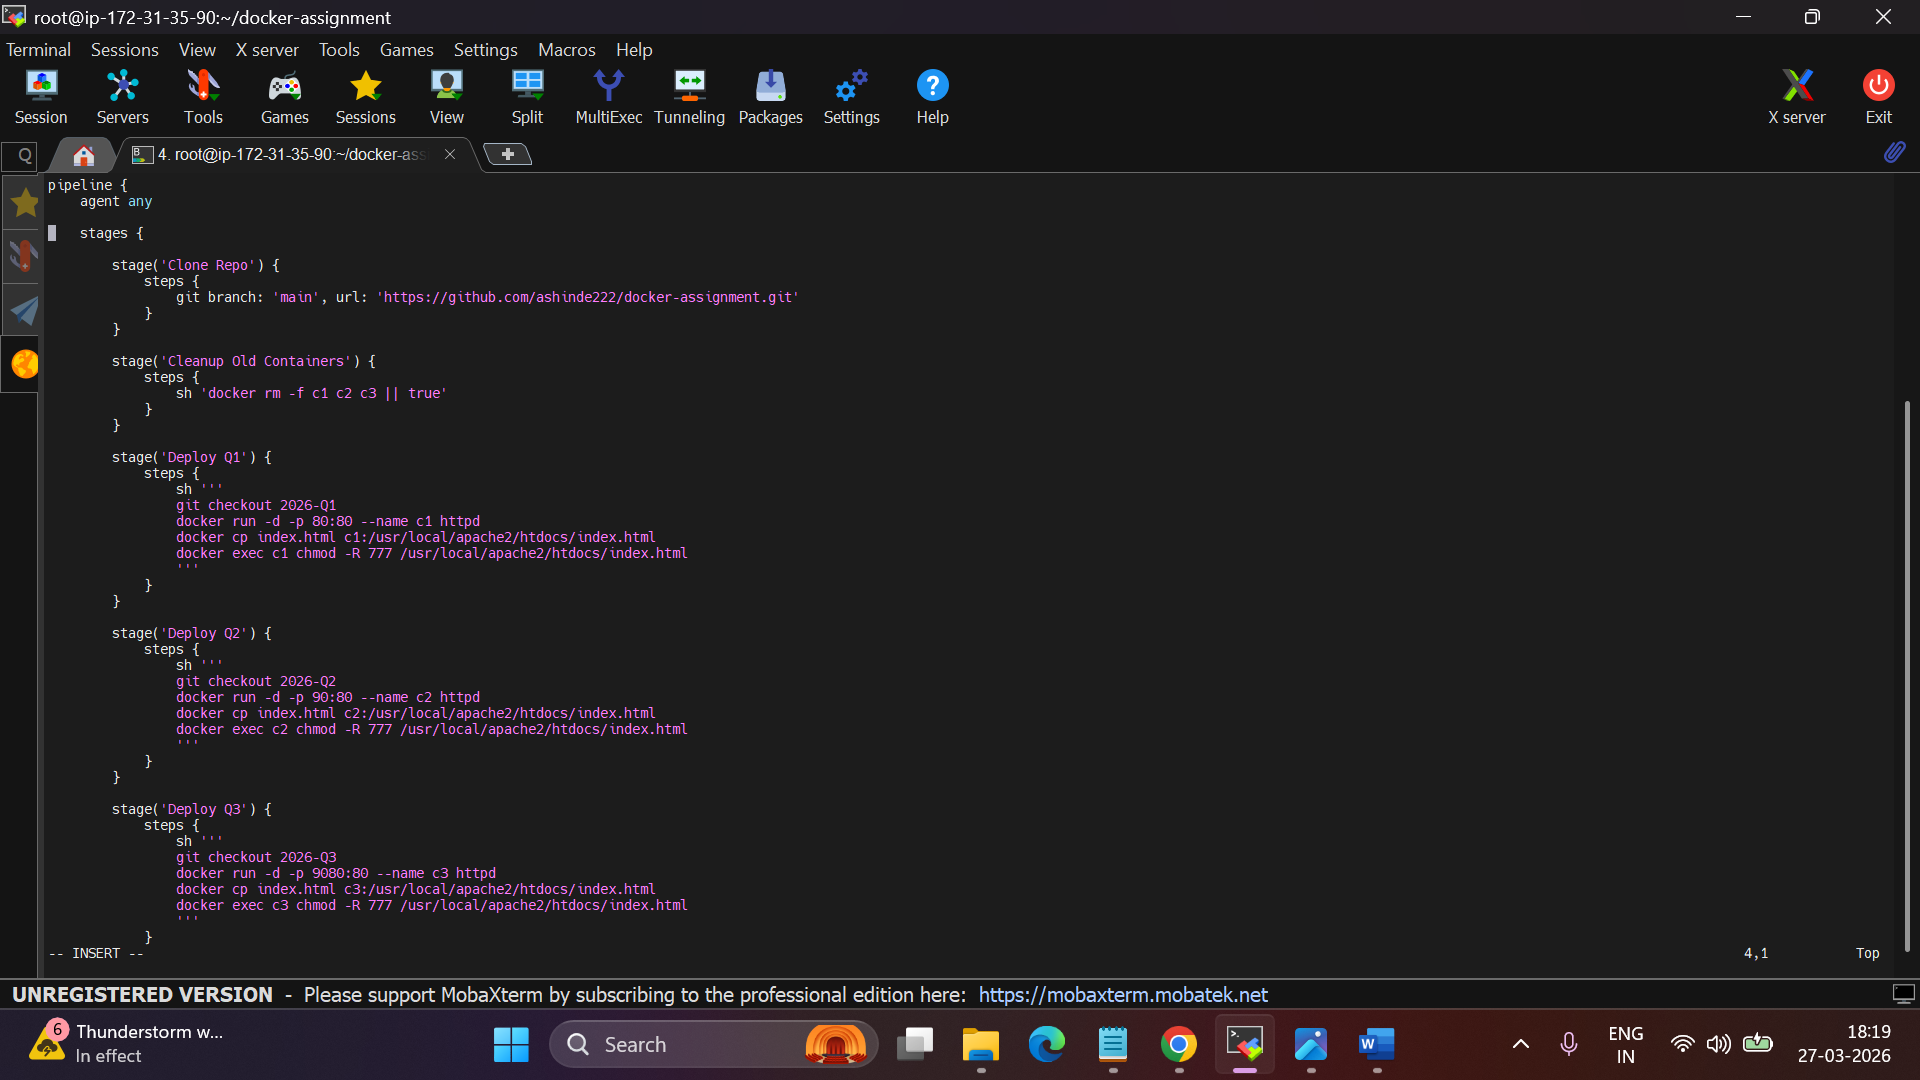 root@ip-172-31-35-90:~/docker-assignment
Terminal Sessions View X server Tools Games Settings Macros Help
Session Servers Tools Games Sessions View Split MultiExec Tunneling Packages Settings Help X server Exit
4. root@ip-172-31-35-90:~/docker-ass
pipeline {
    agent any

    stages {

        stage('Clone Repo') {
            steps {
                git branch: 'main', url: 'https://github.com/ashinde222/docker-assignment.git'
            }
        }

        stage('Cleanup Old Containers') {
            steps {
                sh 'docker rm -f c1 c2 c3 || true'
            }
        }

        stage('Deploy Q1') {
            steps {
                sh '''
                git checkout 2026-Q1
                docker run -d -p 80:80 --name c1 httpd
                docker cp index.html c1:/usr/local/apache2/htdocs/index.html
                docker exec c1 chmod -R 777 /usr/local/apache2/htdocs/index.html
                '''
            }
        }

        stage('Deploy Q2') {
            steps {
                sh '''
                git checkout 2026-Q2
                docker run -d -p 90:80 --name c2 httpd
                docker cp index.html c2:/usr/local/apache2/htdocs/index.html
                docker exec c2 chmod -R 777 /usr/local/apache2/htdocs/index.html
                '''
            }
        }

        stage('Deploy Q3') {
            steps {
                sh '''
                git checkout 2026-Q3
                docker run -d -p 9080:80 --name c3 httpd
                docker cp index.html c3:/usr/local/apache2/htdocs/index.html
                docker exec c3 chmod -R 777 /usr/local/apache2/htdocs/index.html
                '''
            }
-- INSERT -- 4,1 Top
UNREGISTERED VERSION - Please support MobaXterm by subscribing to the professional edition here: https://mobaxterm.mobatek.net
6 Thunderstorm w...
In effect
Search
ENG
IN
18:19
27-03-2026